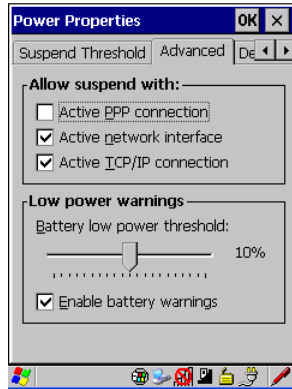 Power Properties OK
Suspend Threshold Advanced De
Allow suspend with:
Active PPP connection
Active network interface
Active TCP/IP connection
Low power warnings
Battery low power threshold:
10%
Enable battery warnings